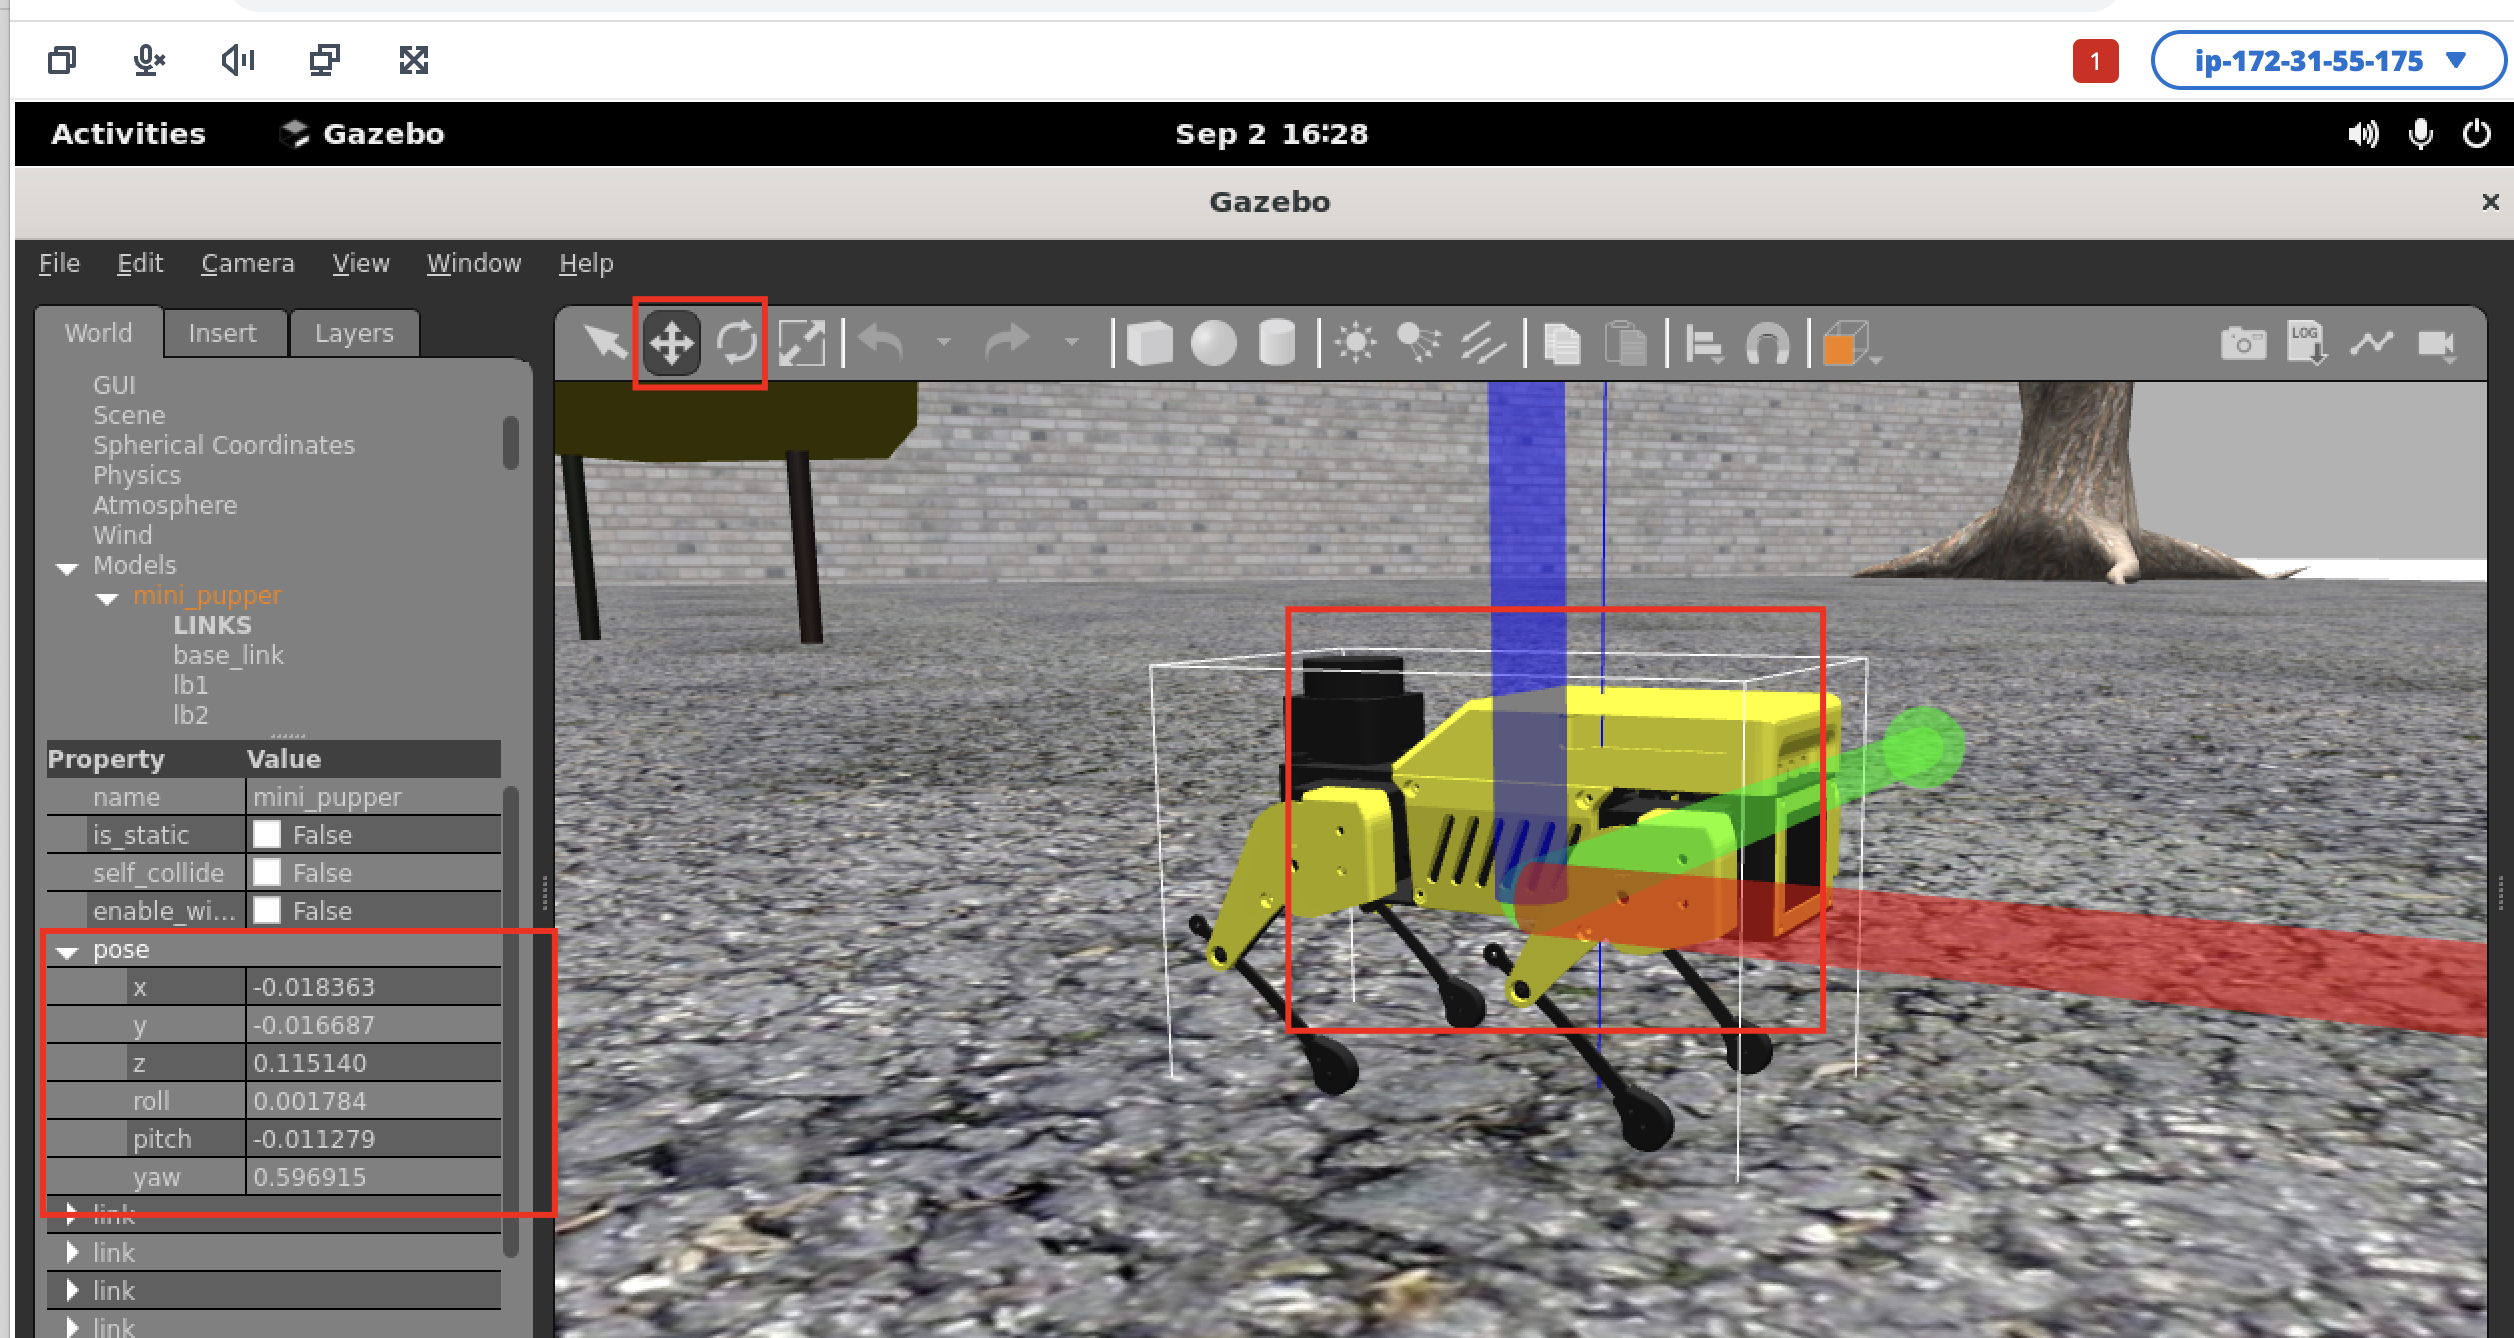 1
ip-172-31-55-175
Activities
Gazebo
Sep 2 16:28
Gazebo
File Edit Camera View Window Help
World Insert Layers
LOG
GUI
Scene
Spherical Coordinates
Physics
Atmosphere
Wind
Models
mini_pupper
LINKS
base_link
lb1
lb2
Property Value
name mini_pupper
is_static False
self_collide False
enable_wi... False
pose
x -0.018363
y -0.016687
z 0.115140
roll 0.001784
pitch -0.011279
yaw 0.596915
link
link
link
link